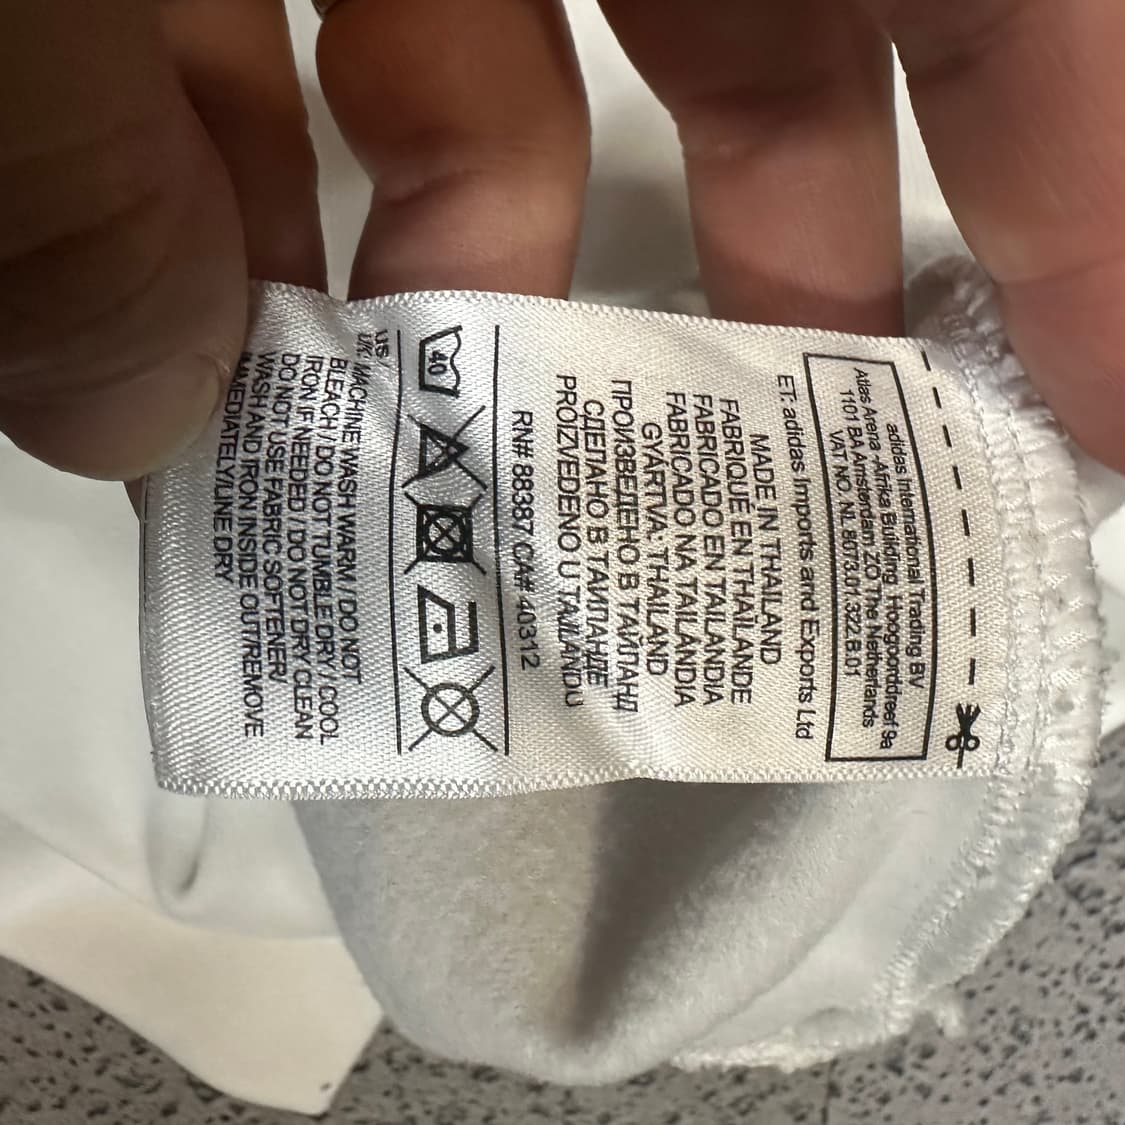 adidas International Trading BV
Atlas Arena -Afrika Building, Hoogoorddreef 9a
1101 BA Amsterdam ZO The Netherlands
VAT NO. NL 8073.01.322.B.01
ET: adidas Imports and Exports Ltd
MADE IN THAILAND
FABRIQUÉ EN THAÏLANDE
FABRICADO EN TAILANDIA
FABRICADO NA TAILÂNDIA
GYÁRTVA: THAILAND
ПРОИЗВЕДЕНО В ТАЙЛАНД
СДЕЛАНО В ТАИЛАНДЕ
PROIZVEDENO U TAJLANDU
RN# 88387 CA# 40312
40
US/
UK: MACHINE WASH WARM / DO NOT
BLEACH / DO NOT TUMBLE DRY / COOL
IRON IF NEEDED / DO NOT DRY CLEAN
DO NOT USE FABRIC SOFTENER/
WASH AND IRON INSIDE OUT/REMOVE
IMMEDIATELY/LINE DRY